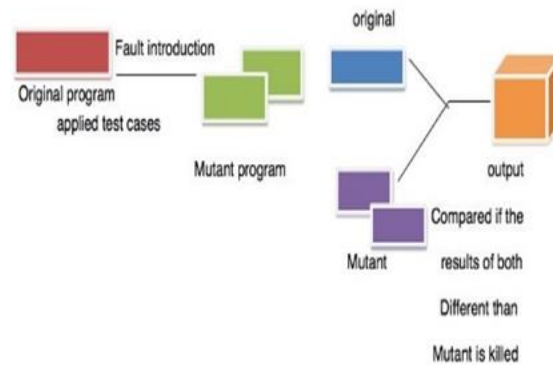 Fault introduction
Original program
applied test cases
Mutant program
original
Mutant
output
Compared if the
results of both
Different than
Mutant is killed